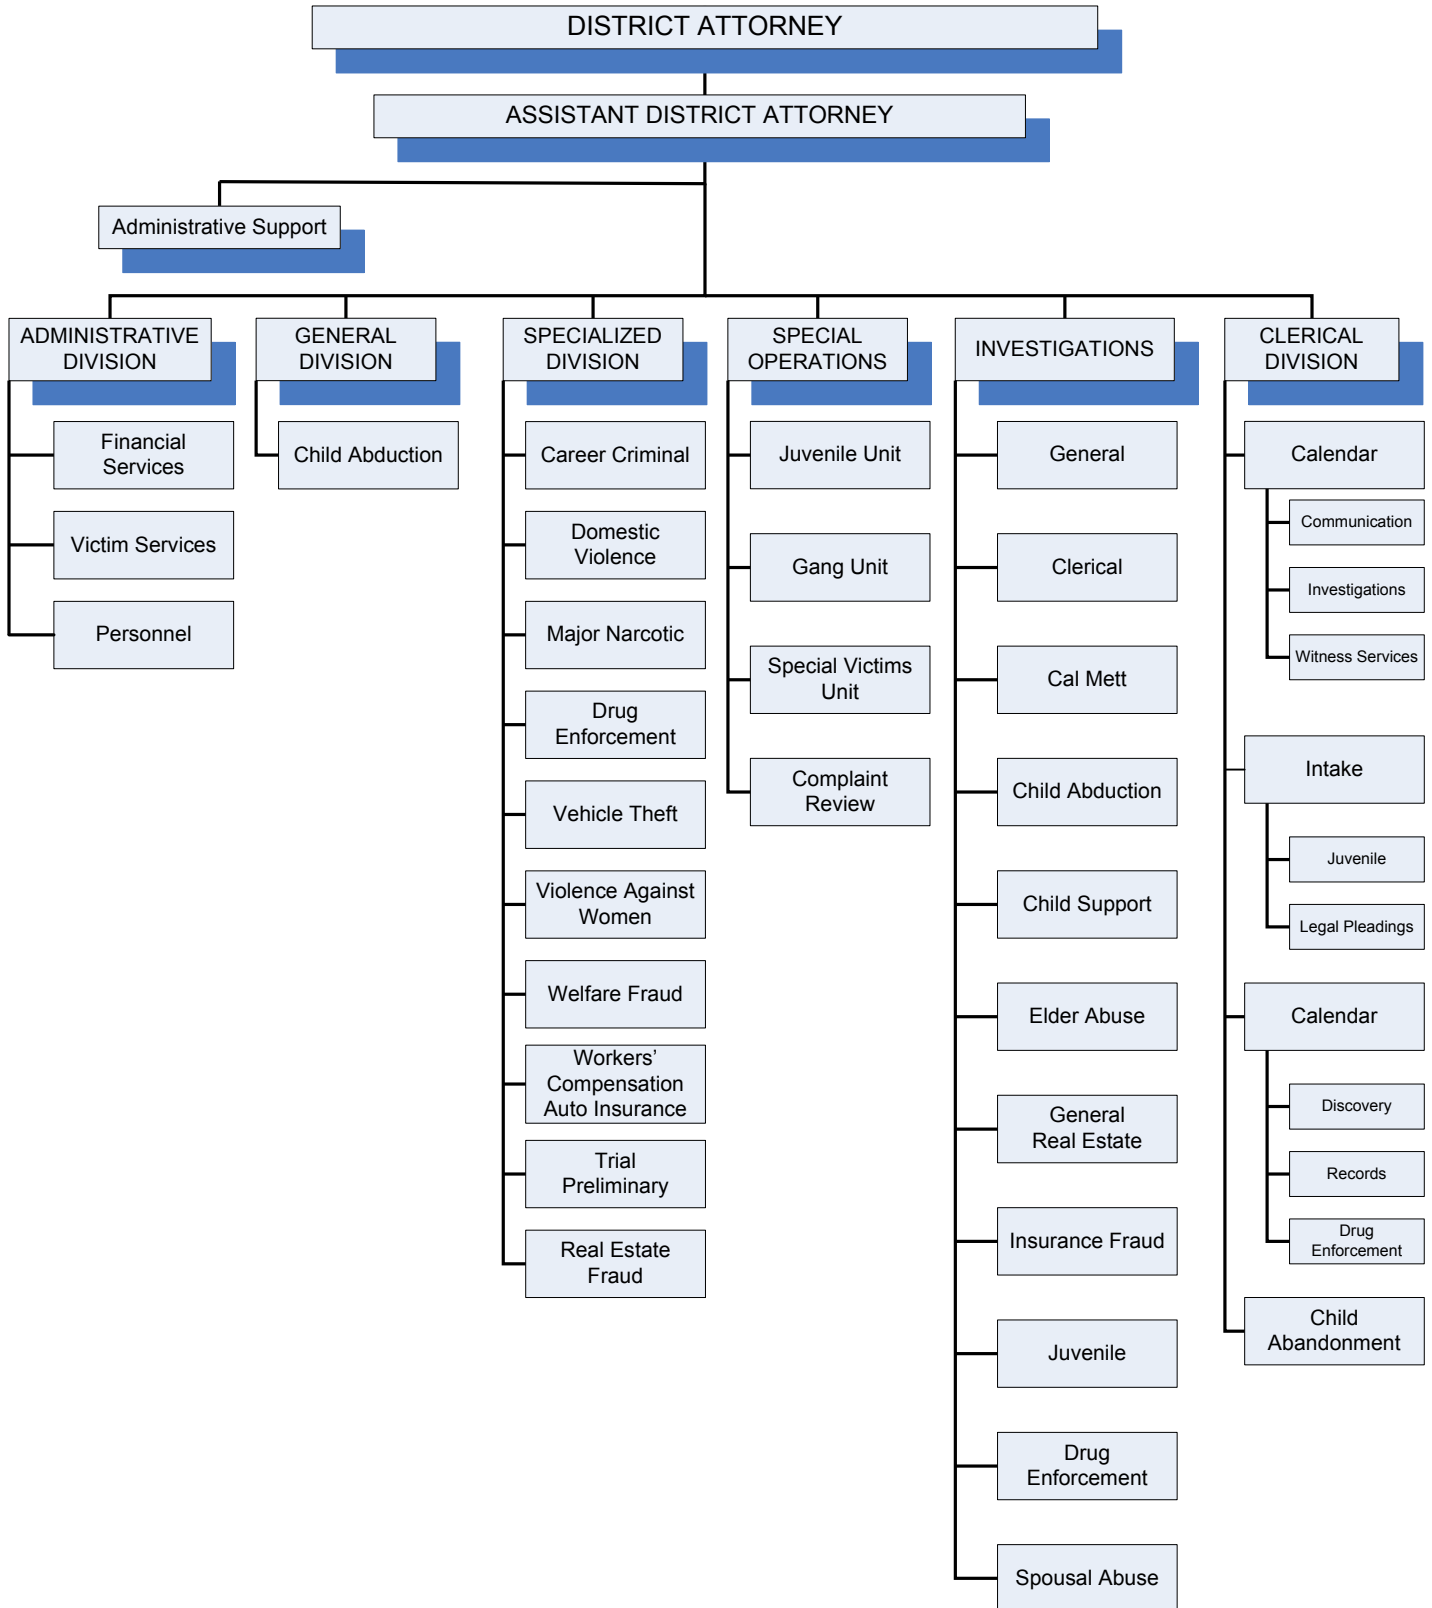 DISTRICT ATTORNEY
ASSISTANT DISTRICT ATTORNEY
Administrative Support
ADMINISTRATIVE
DIVISION
Financial
Services
Victim Services
Personnel
GENERAL
DIVISION
Child Abduction
SPECIALIZED
DIVISION
Career Criminal
Domestic
Violence
Major Narcotic
Drug
Enforcement
Vehicle Theft
Violence Against
Women
Welfare Fraud
Workers’
Compensation
Auto Insurance
Trial
Preliminary
Real Estate
Fraud
SPECIAL
OPERATIONS
Juvenile Unit
Gang Unit
Special Victims
Unit
Complaint
Review
INVESTIGATIONS
General
Clerical
Cal Mett
Child Abduction
Child Support
Elder Abuse
General
Real Estate
Insurance Fraud
Juvenile
Drug
Enforcement
Spousal Abuse
CLERICAL
DIVISION
Calendar
Communication
Investigations
Witness Services
Intake
Juvenile
Legal Pleadings
Calendar
Discovery
Records
Drug
Enforcement
Child
Abandonment